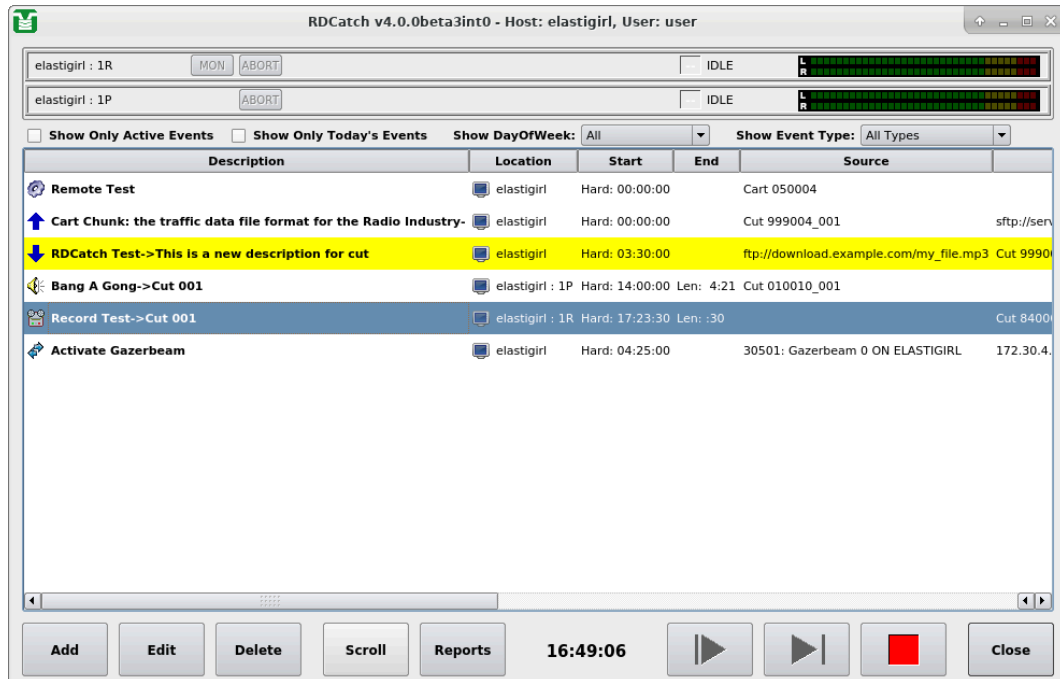 RDCatch v4.0.0beta3int0 - Host: elastigirl, User: user
elastigirl : 1R MON ABORT -- IDLE L R
elastigirl : 1P ABORT -- IDLE L R
Show Only Active Events Show Only Today's Events Show DayOfWeek: All Show Event Type: All Types
Description Location Start End Source
Remote Test elastigirl Hard: 00:00:00 Cart 050004
Cart Chunk: the traffic data file format for the Radio Industry- elastigirl Hard: 00:00:00 Cut 999004_001 sftp://serv
RDCatch Test->This is a new description for cut elastigirl Hard: 03:30:00 ftp://download.example.com/my_file.mp3 Cut 9990
Bang A Gong->Cut 001 elastigirl : 1P Hard: 14:00:00 Len: 4:21 Cut 010010_001
Record Test->Cut 001 elastigirl : 1R Hard: 17:23:30 Len: :30 Cut 8400
Activate Gazerbeam elastigirl Hard: 04:25:00 30501: Gazerbeam 0 ON ELASTIGIRL 172.30.4.
Add Edit Delete Scroll Reports 16:49:06 Close